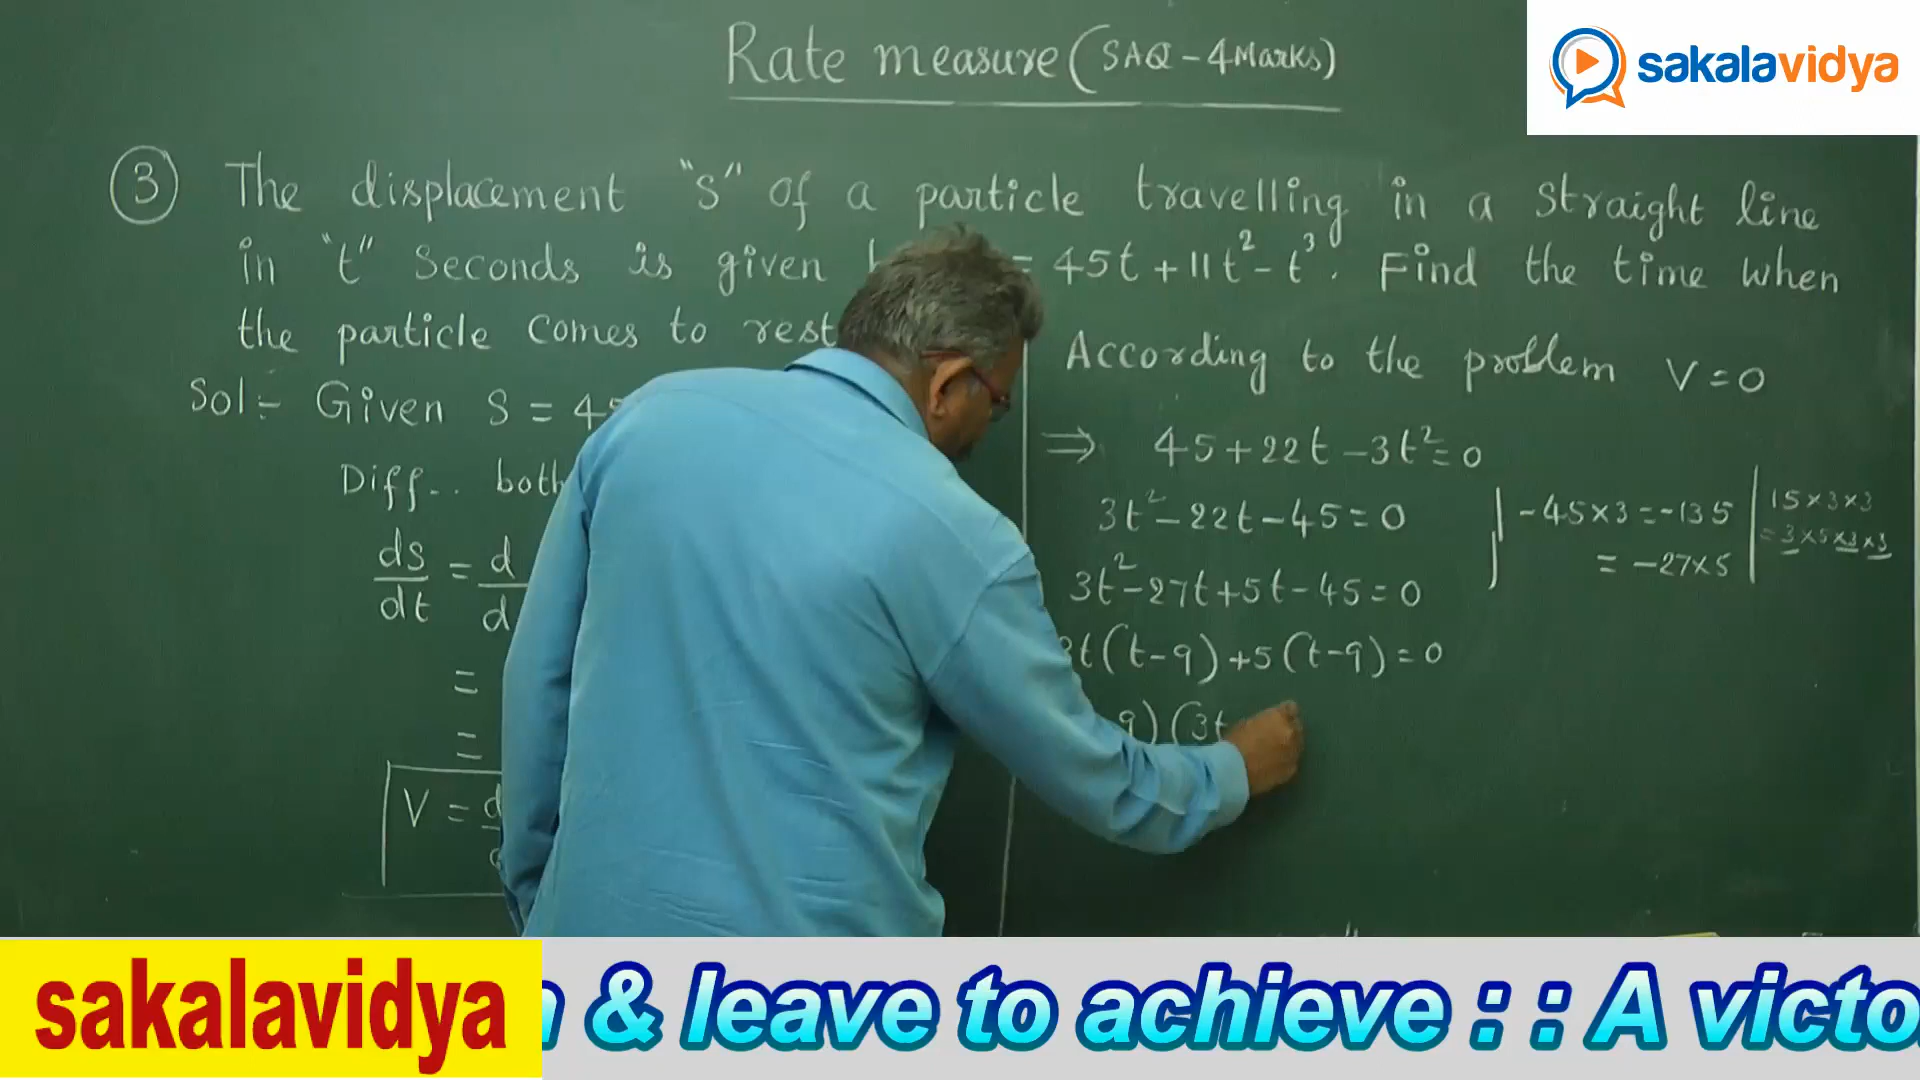 Rate measure (SAQ - 4Marks)
sakalavidya
③ The displacement "S" of a particle travelling in a straight line
in "t" Seconds is given = 45t + 11t² - t³. Find the time when
the particle comes to rest
Sol:- Given S = 45
Diff.. both
ds/dt = d
=
=
V =
According to the problem V = 0
⇒ 45 + 22t - 3t² = 0
3t² - 22t - 45 = 0
3t² - 27t + 5t - 45 = 0
3t(t-9) + 5(t-9) = 0
9)(3t
-45×3 = -135
= -27×5
15×3×3
= 3×5×3×3
sakalavidya
& leave to achieve : : A victo